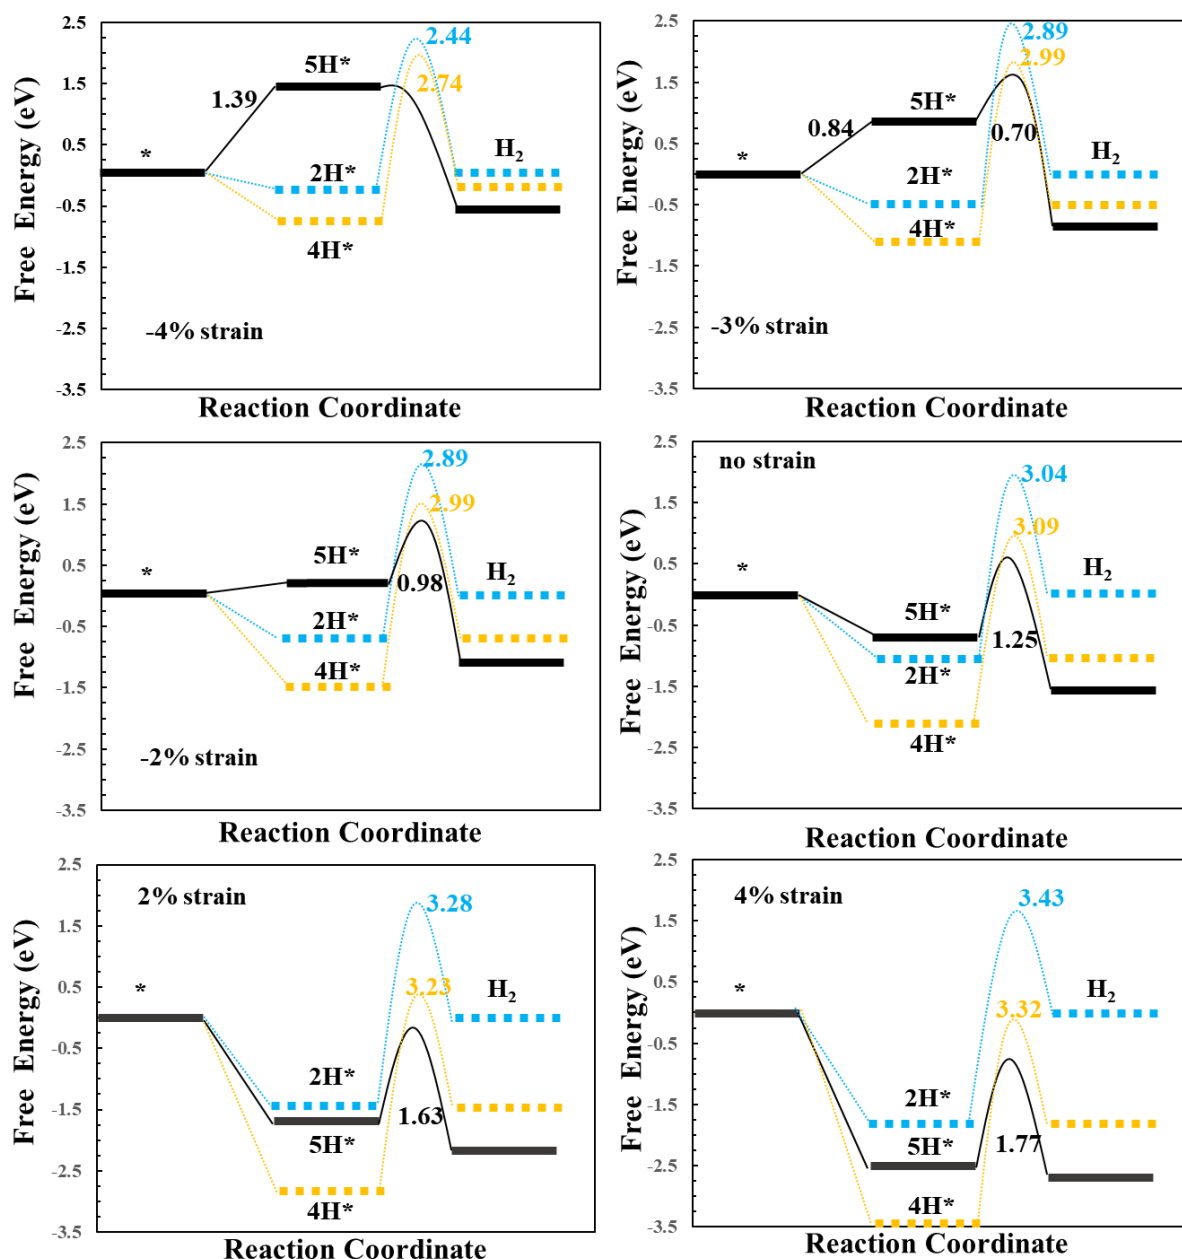 2.5
1.5
0.5
-0.5
-1.5
-2.5
-3.5
Free Energy (eV)
*
1.39
5H*
2H*
4H*
2.44
2.74
H2
-4% strain
Reaction Coordinate
2.5
1.5
0.5
-0.5
-1.5
-2.5
-3.5
Free Energy (eV)
*
0.84
5H*
2H*
4H*
2.89
2.99
0.70
H2
-3% strain
Reaction Coordinate
2.5
1.5
0.5
-0.5
-1.5
-2.5
-3.5
Free Energy (eV)
*
5H*
2H*
4H*
2.89
2.99
0.98
H2
-2% strain
Reaction Coordinate
2.5
1.5
0.5
-0.5
-1.5
-2.5
-3.5
Free Energy (eV)
no strain
*
5H*
2H*
4H*
3.04
3.09
1.25
H2
Reaction Coordinate
2.5
1.5
0.5
-0.5
-1.5
-2.5
-3.5
Free Energy (eV)
2% strain
*
2H*
5H*
4H*
3.28
3.23
1.63
H2
Reaction Coordinate
2.5
1.5
0.5
-0.5
-1.5
-2.5
-3.5
Free Energy (eV)
4% strain
*
2H*
5H*
4H*
3.43
3.32
1.77
H2
Reaction Coordinate